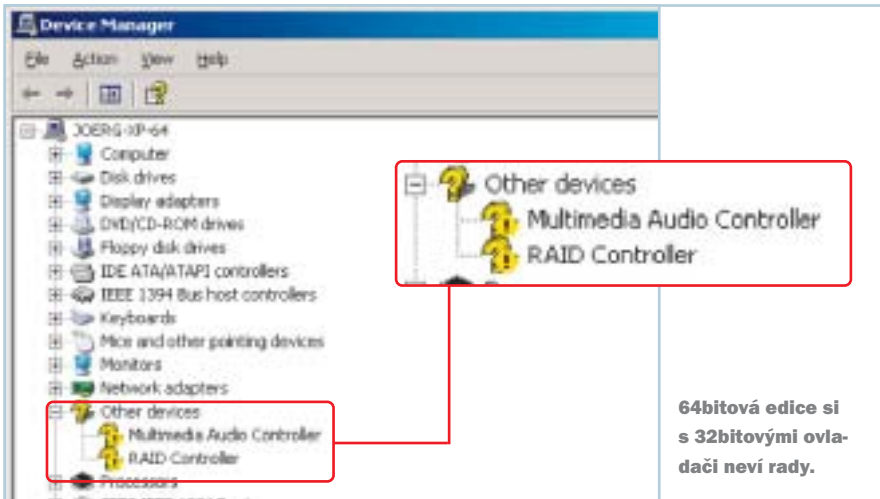 Device Manager
File Action View Help
JOERG-XP-64
Computer
Disk drives
Display adapters
DVD/CD-ROM drives
Floppy disk drives
IDE ATA/ATAPI controllers
IEEE 1394 Bus host controllers
Keyboards
Mice and other pointing devices
Monitors
Network adapters
Other devices
Multimedia Audio Controller
RAID Controller
Processors
Other devices
Multimedia Audio Controller
RAID Controller
64bitová edice si
s 32bitovými ovla-
dači neví rady.